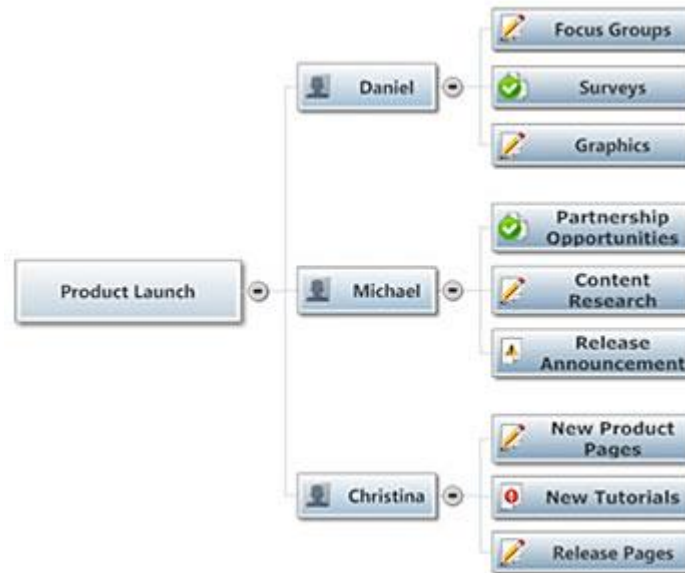 Focus Groups
Daniel
Surveys
Graphics
Partnership
Opportunities
Product Launch
Michael
Content
Research
Release
Announcement
New Product
Pages
Christina
New Tutorials
Release Pages